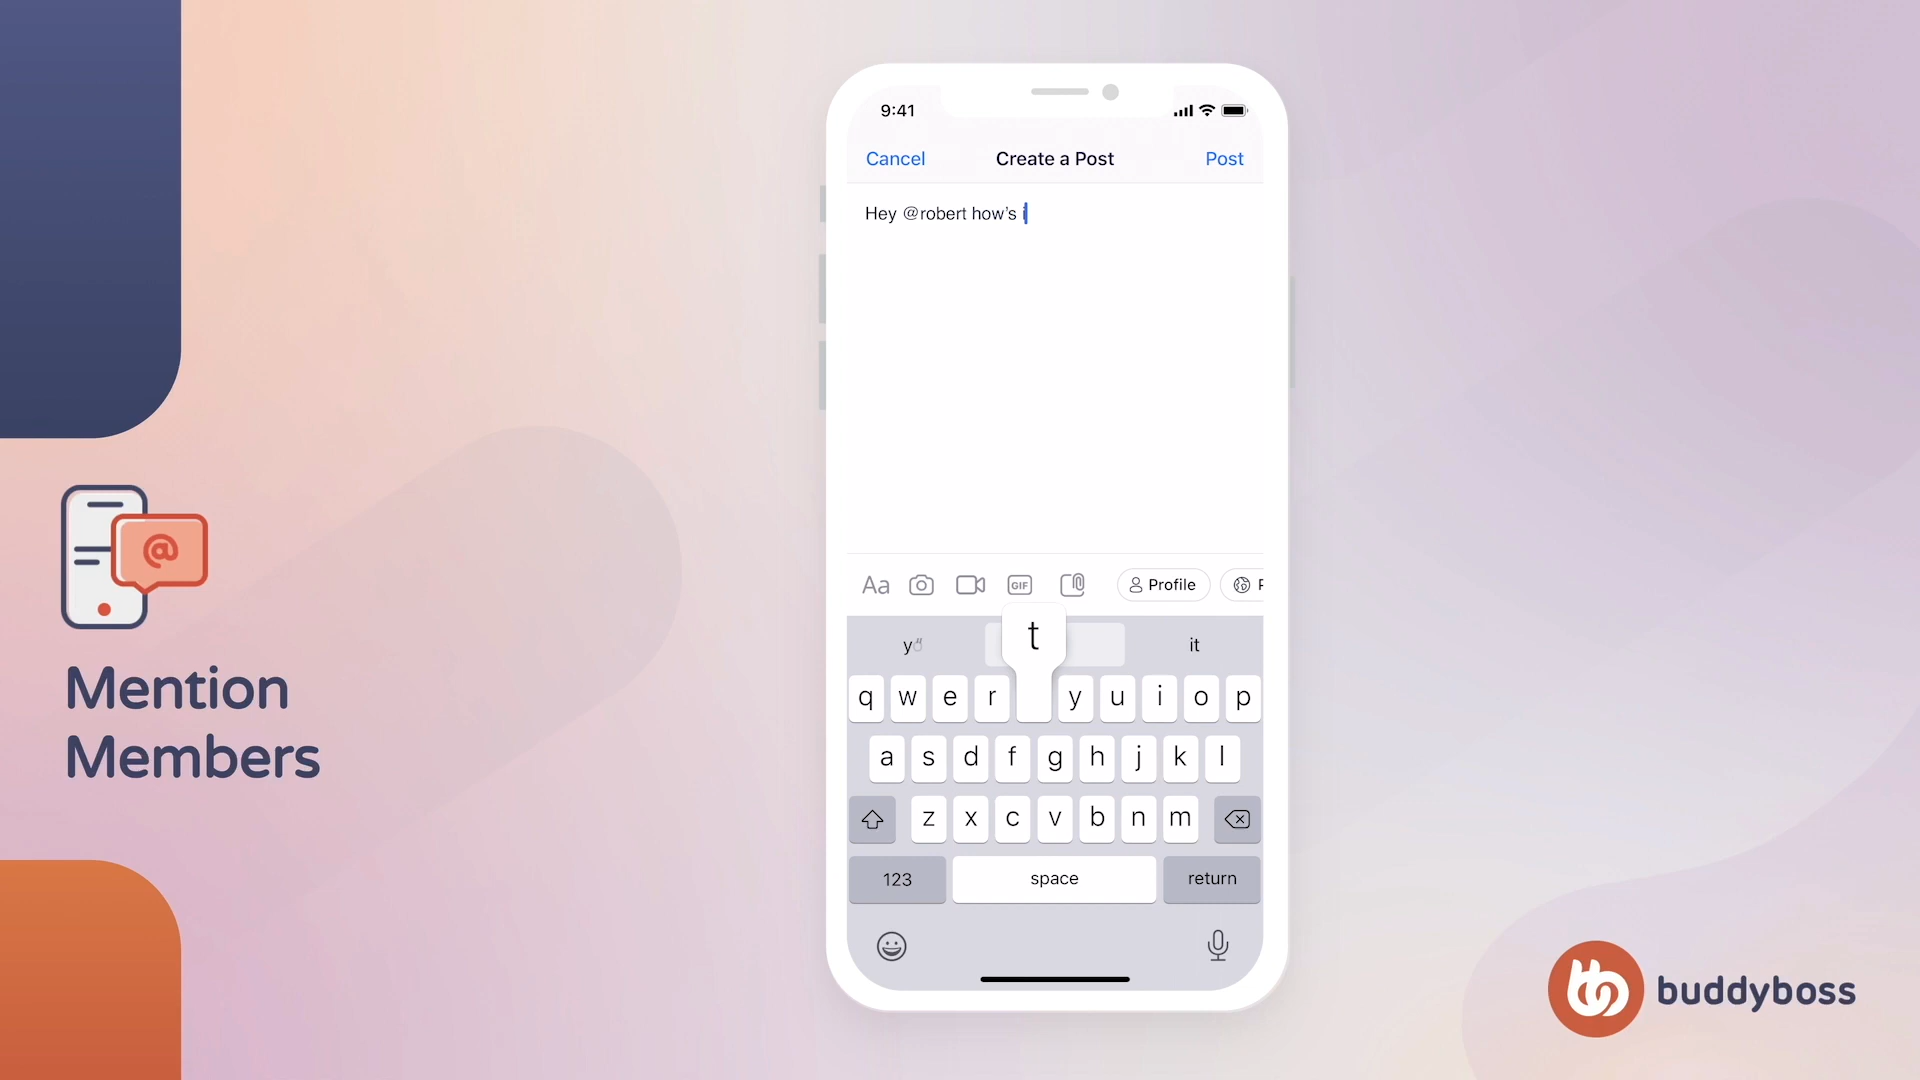 9:41
Cancel Create a Post Post
Hey @robert how’s i
Aa GIF Profile
it
t
q w e r y u i o p
a s d f g h j k l
z x c v b n m
123 space return
@
Mention
Members
buddyboss